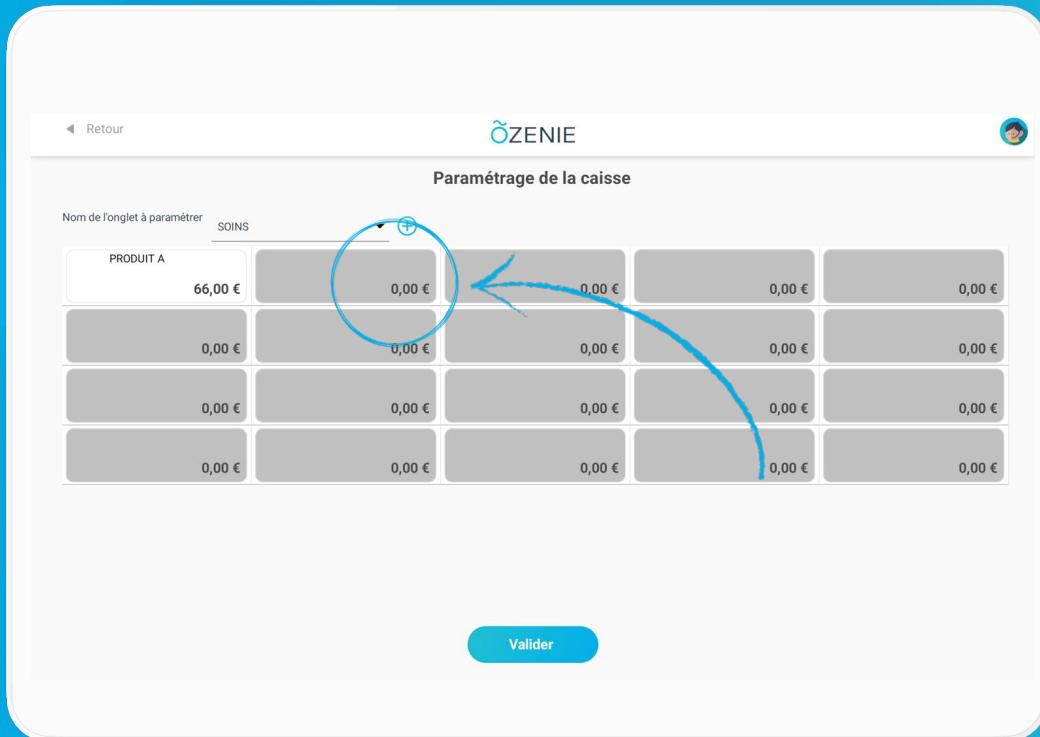 Retour
ÕZENIE
Paramétrage de la caisse
Nom de l'onglet à paramétrer
SOINS
PRODUIT A
66,00 € 0,00 € 0,00 € 0,00 € 0,00 €
0,00 € 0,00 € 0,00 € 0,00 € 0,00 €
0,00 € 0,00 € 0,00 € 0,00 € 0,00 €
0,00 € 0,00 € 0,00 € 0,00 € 0,00 €
Valider